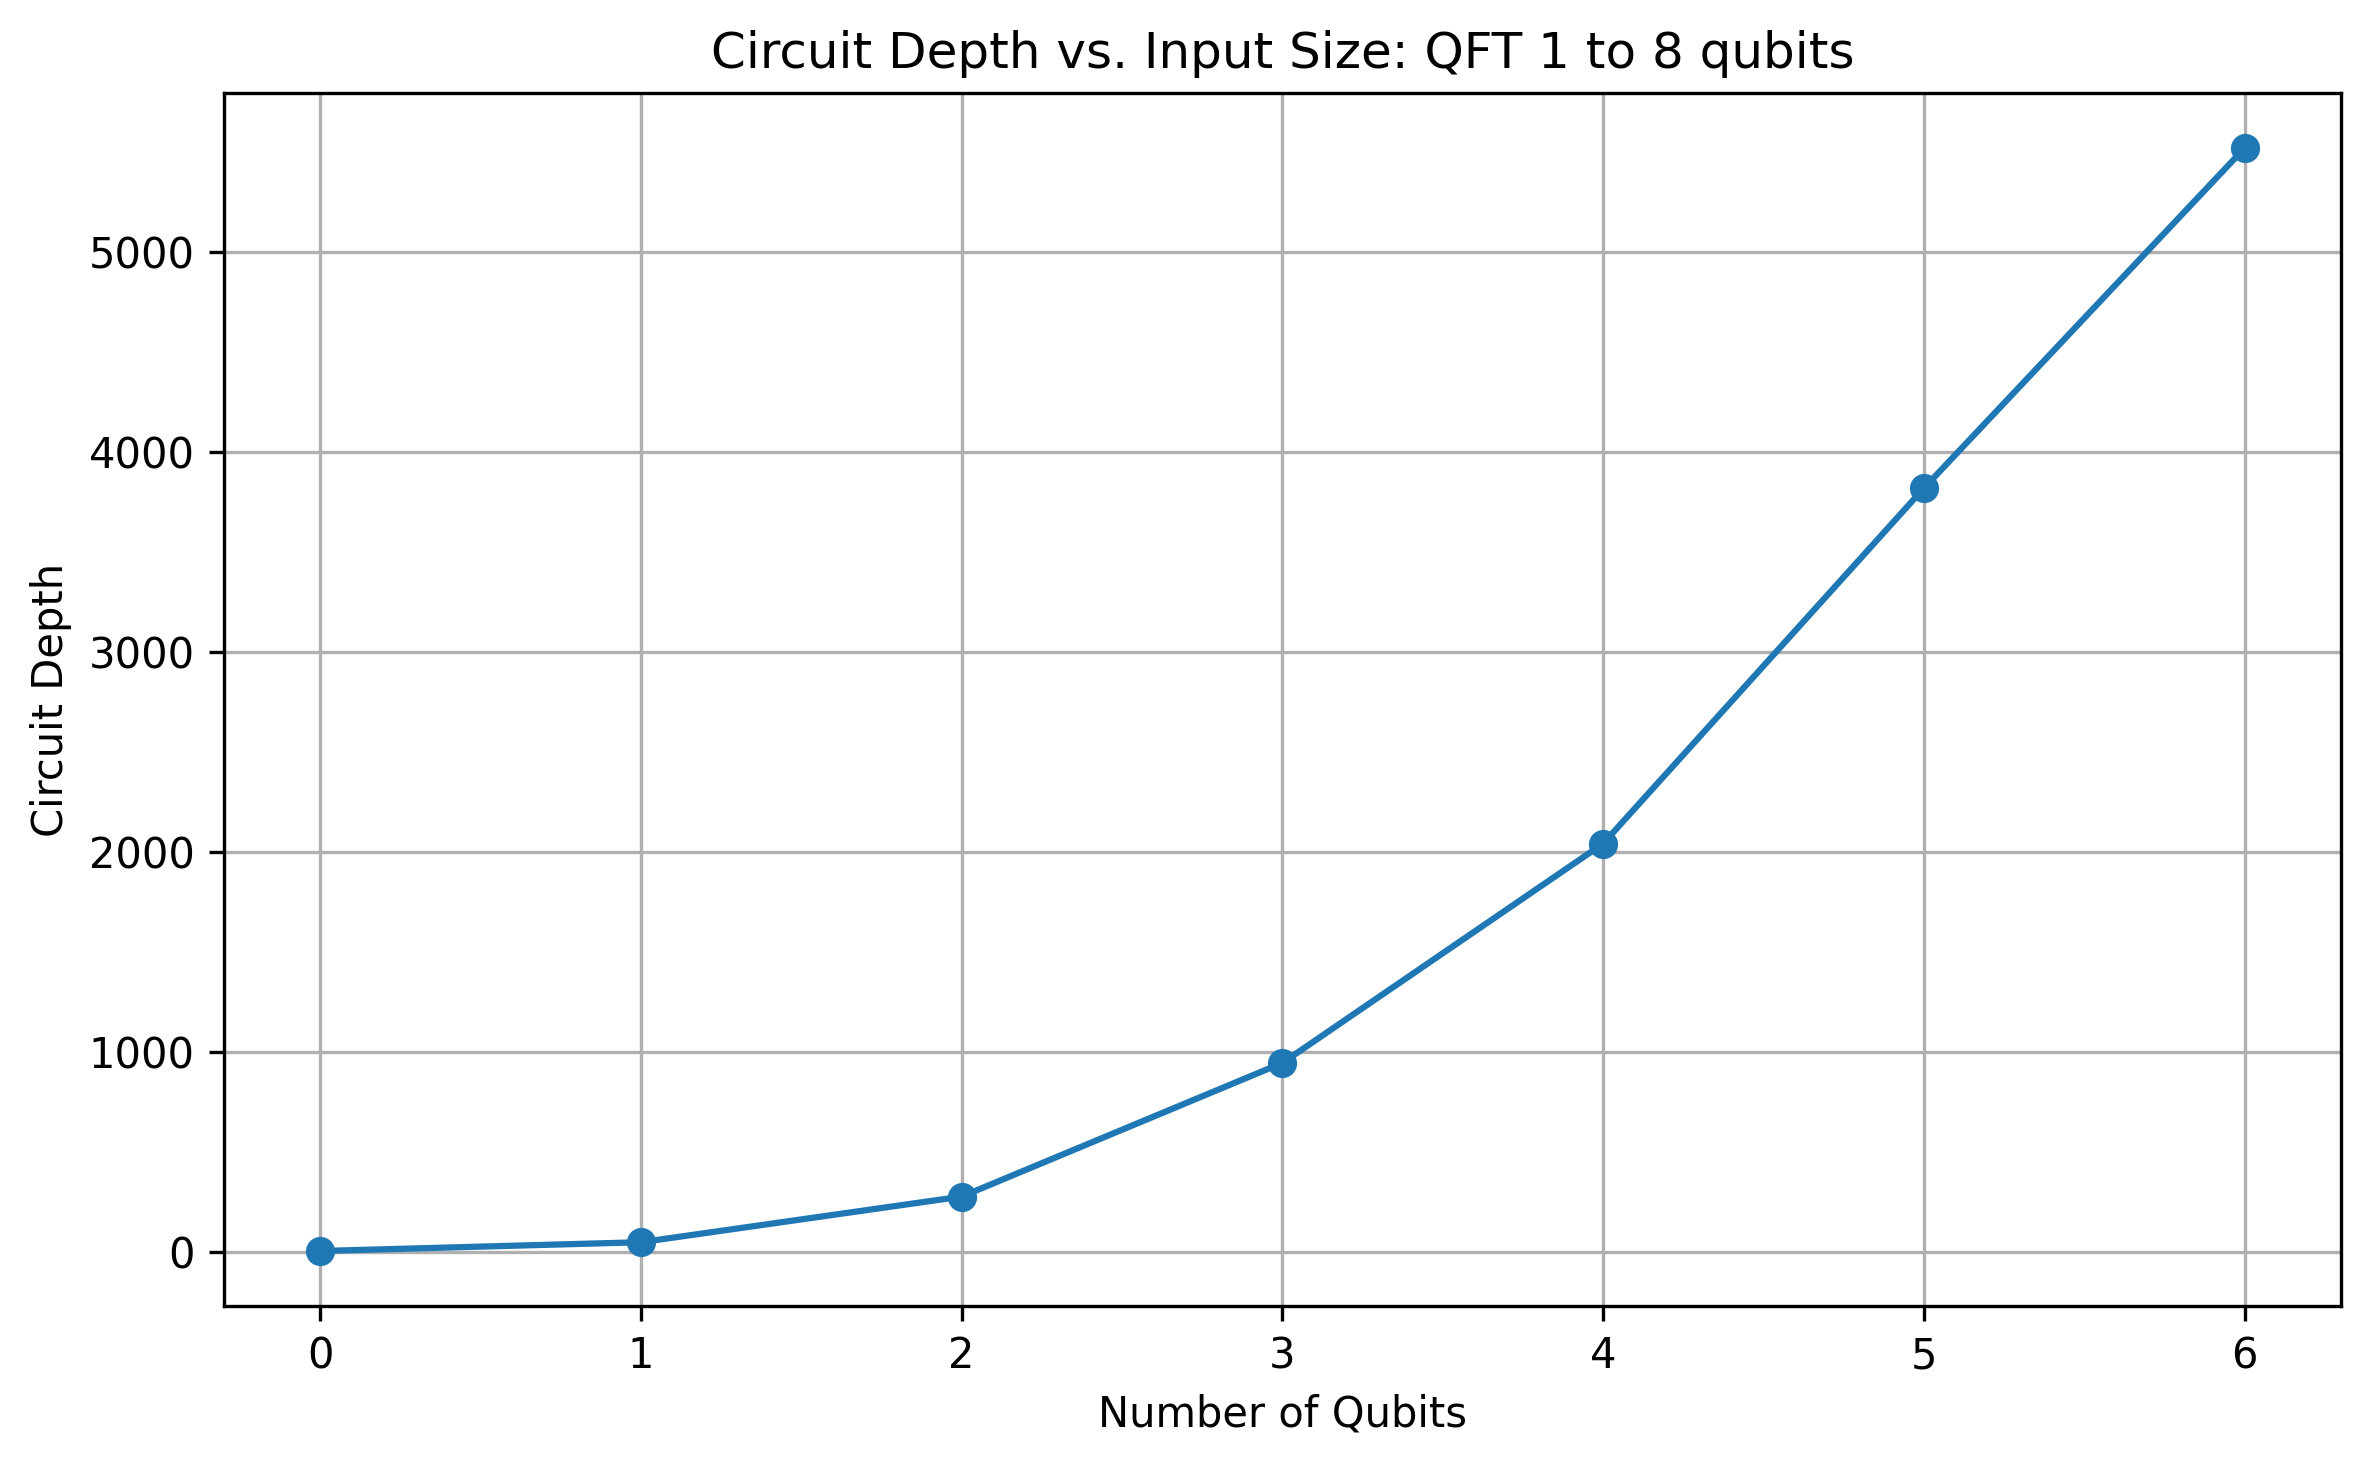 Circuit Depth vs. Input Size: QFT 1 to 8 qubits
Circuit Depth
5000
4000
3000
2000
1000
0
0 1 2 3 4 5 6
Number of Qubits